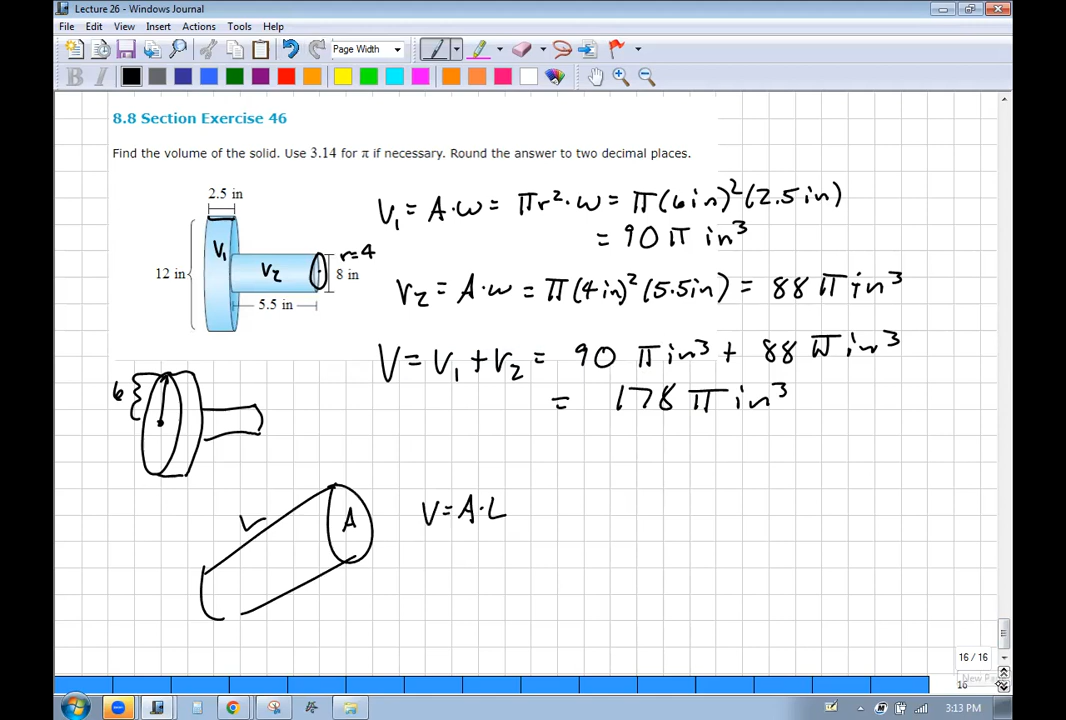 Lecture 26 - Windows Journal
File Edit View Insert Actions Tools Help
Page Width
B I
8.8 Section Exercise 46
Find the volume of the solid. Use 3.14 for π if necessary. Round the answer to two decimal places.
2.5 in
12 in
V₁
V₂
r=4
8 in
5.5 in
V₁ = A·w = πr²·w = π(6in)²(2.5in)
= 90π in³
V₂ = A·w = π(4in)²(5.5in) = 88π in³
V = V₁ + V₂ = 90 π in³ + 88 π in³
= 178 π in³
6
A
V = A·L
16 / 16
New Pa
16
3:13 PM